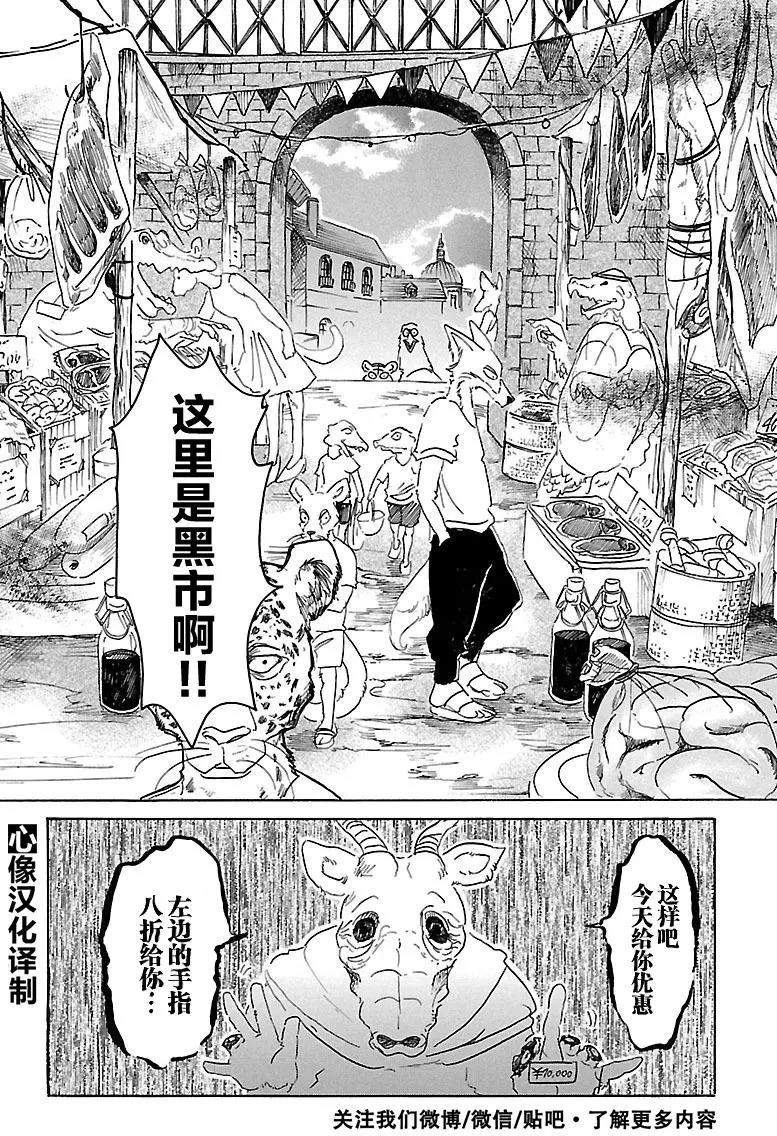 这里是黑市啊!!
这样吧
今天给你优惠
左边的手指
八折给你…
¥10,000
心像汉化译制
关注我们微博/微信/贴吧·了解更多内容